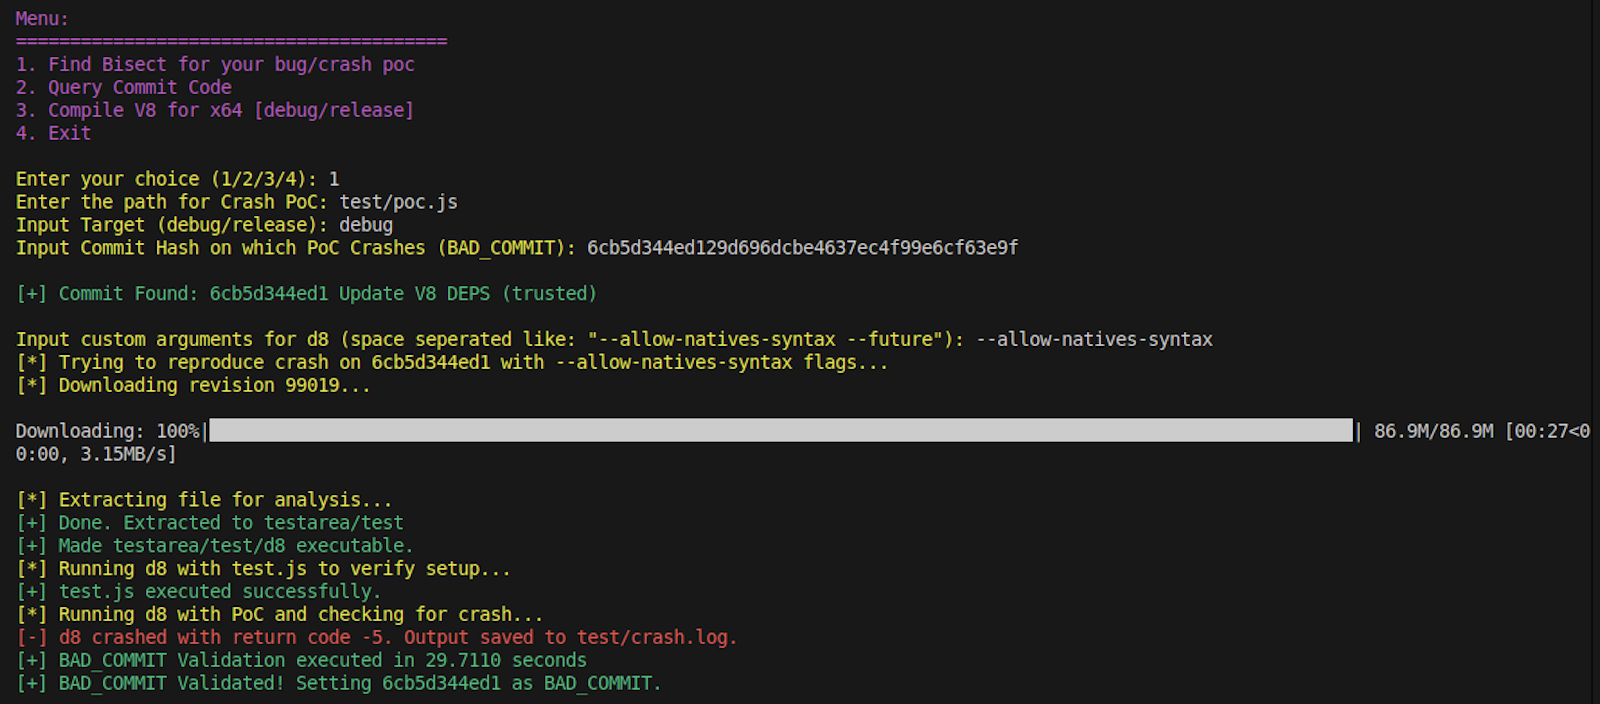 Menu:
========================================
1. Find Bisect for your bug/crash poc
2. Query Commit Code
3. Compile V8 for x64 [debug/release]
4. Exit
Enter your choice (1/2/3/4): 1
Enter the path for Crash PoC: test/poc.js
Input Target (debug/release): debug
Input Commit Hash on which PoC Crashes (BAD_COMMIT): 6cb5d344ed129d696dcbe4637ec4f99e6cf63e9f
[+] Commit Found: 6cb5d344ed1 Update V8 DEPS (trusted)
Input custom arguments for d8 (space seperated like: "--allow-natives-syntax --future"): --allow-natives-syntax
[*] Trying to reproduce crash on 6cb5d344ed1 with --allow-natives-syntax flags...
[*] Downloading revision 99019...
Downloading: 100%| | 86.9M/86.9M [00:27<0
0:00, 3.15MB/s]
[*] Extracting file for analysis...
[+] Done. Extracted to testarea/test
[+] Made testarea/test/d8 executable.
[*] Running d8 with test.js to verify setup...
[+] test.js executed successfully.
[*] Running d8 with PoC and checking for crash...
[-] d8 crashed with return code -5. Output saved to test/crash.log.
[+] BAD_COMMIT Validation executed in 29.7110 seconds
[+] BAD_COMMIT Validated! Setting 6cb5d344ed1 as BAD_COMMIT.